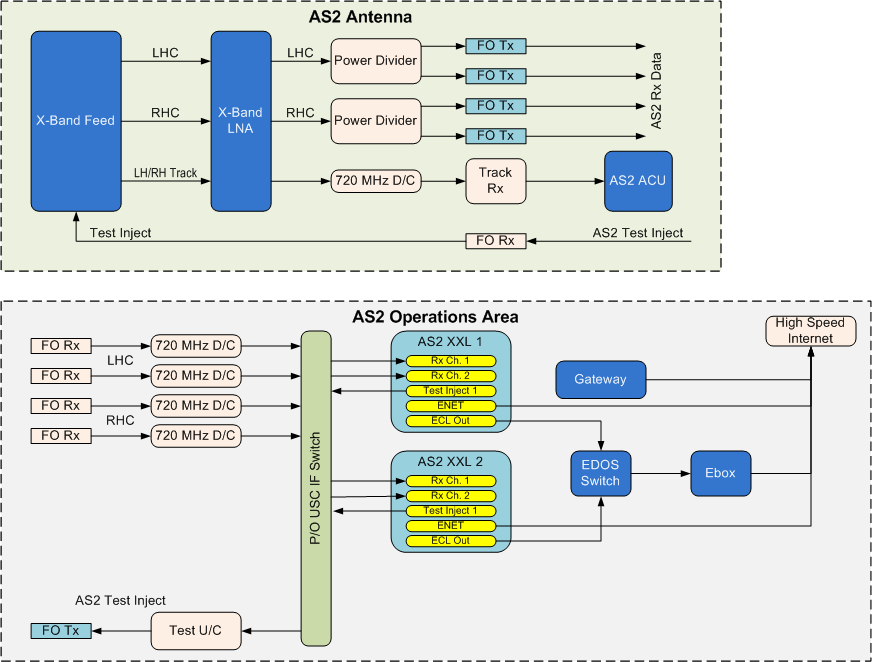 AS2 Antenna
X-Band Feed
LHC
RHC
LH/RH Track
X-Band
LNA
LHC
RHC
Power Divider
Power Divider
720 MHz D/C
FO Tx
FO Tx
FO Tx
FO Tx
Track
Rx
AS2 Rx Data
AS2 ACU
Test Inject
FO Rx
AS2 Test Inject
AS2 Operations Area
FO Rx
720 MHz D/C
LHC
FO Rx
720 MHz D/C
FO Rx
720 MHz D/C
RHC
FO Rx
720 MHz D/C
P/O USC IF Switch
AS2 XXL 1
Rx Ch. 1
Rx Ch. 2
Test Inject 1
ENET
ECL Out
AS2 XXL 2
Rx Ch. 1
Rx Ch. 2
Test Inject 1
ENET
ECL Out
Gateway
High Speed
Internet
EDOS
Switch
Ebox
AS2 Test Inject
FO Tx
Test U/C